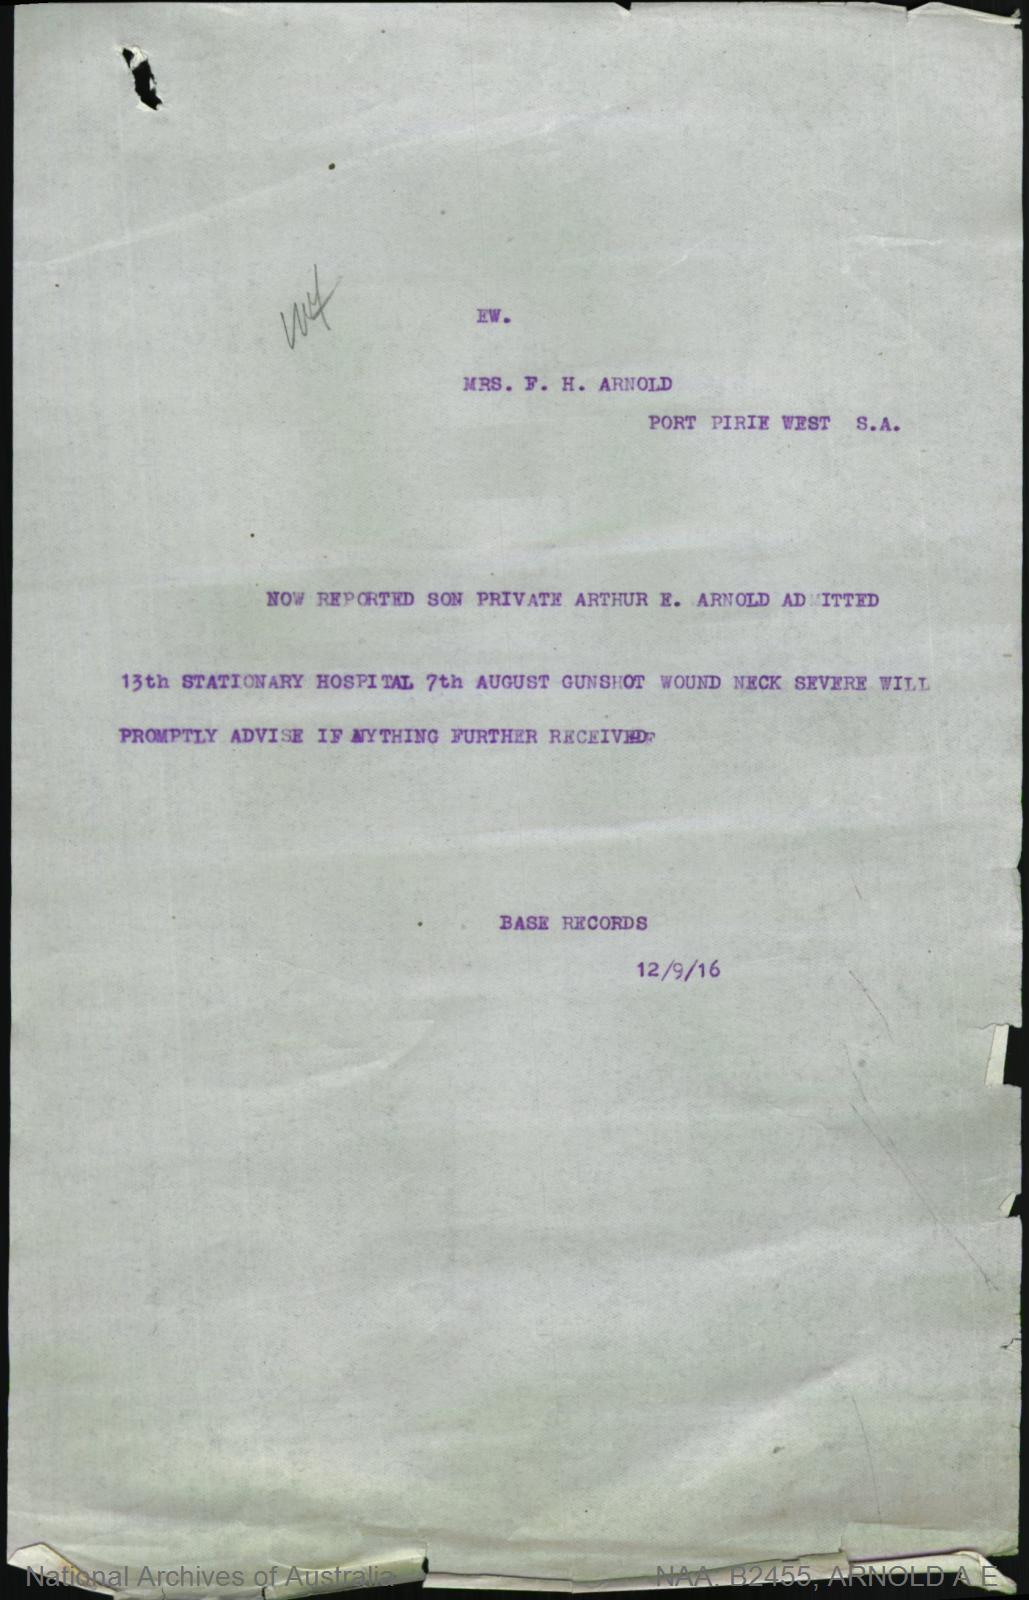 EW.
MRS. F. H. ARNOLD
PORT PIRIE WEST S.A.
NOW REPORTED SON PRIVATE ARTHUR E. ARNOLD ADMITTED
13th STATIONARY HOSPITAL 7th AUGUST GUNSHOT WOUND NECK SEVERE WILL
PROMPTLY ADVISE IF ANYTHING FURTHER RECEIVED
BASE RECORDS
12/9/16
National Archives of Australia
NAA: B2455, ARNOLD A E